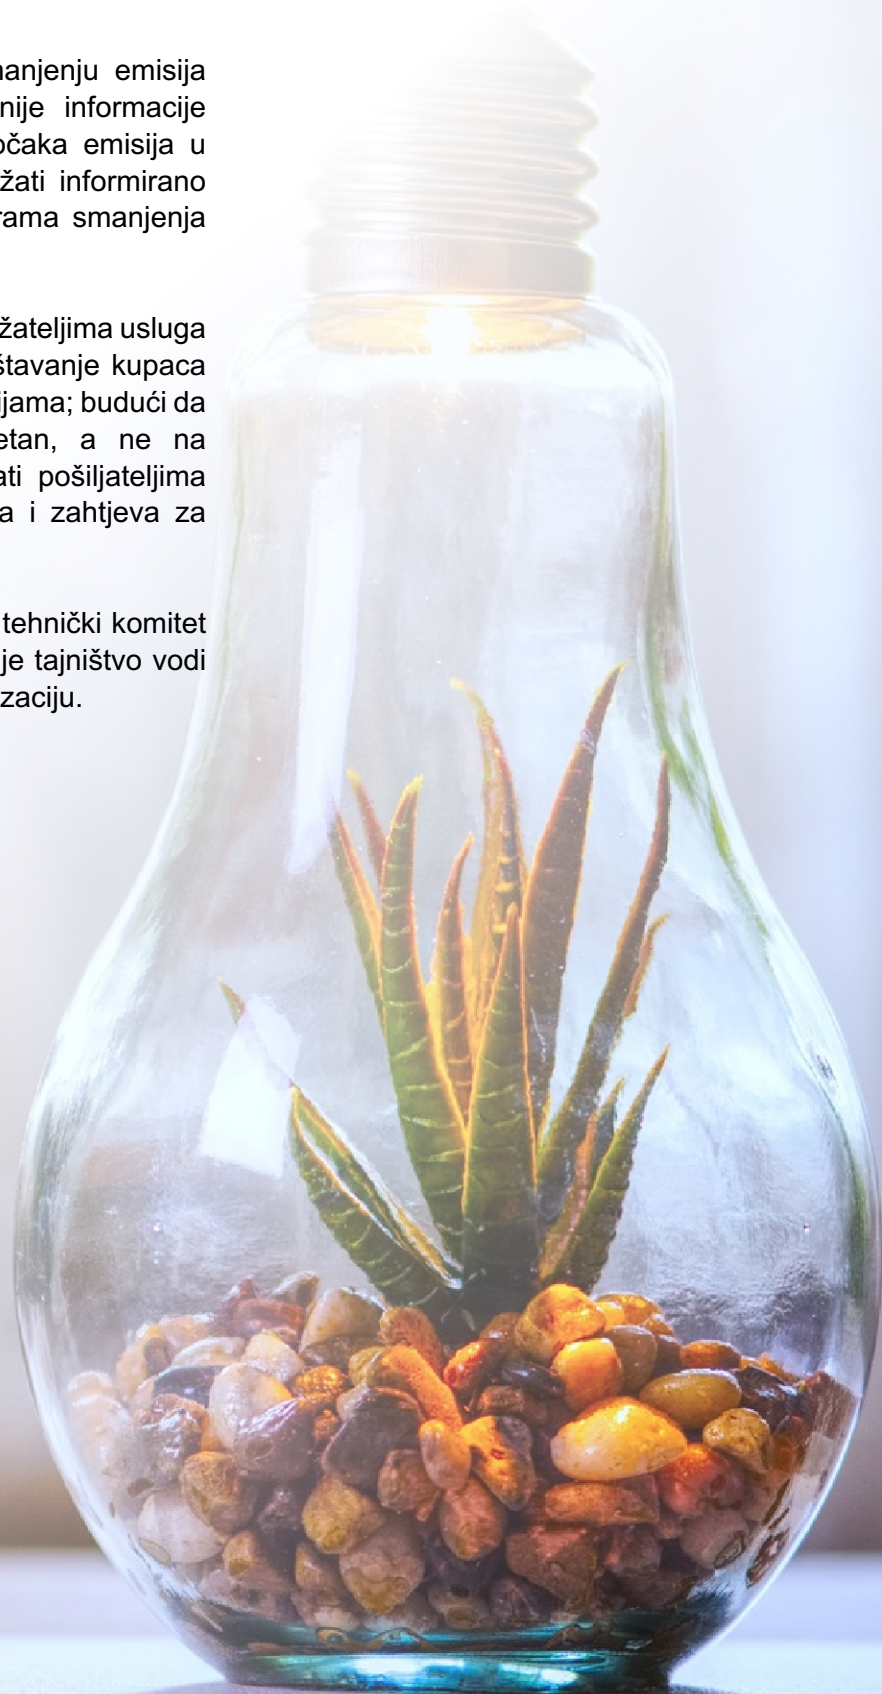 manjenju emisija
nije informacije
očaka emisija u
žati informirano
rama smanjenja
žateljima usluga
štavanje kupaca
ijama; budući da
etan, a ne na
ati pošiljateljima
a i zahtjeva za
tehnički komitet
je tajništvo vodi
zaciju.